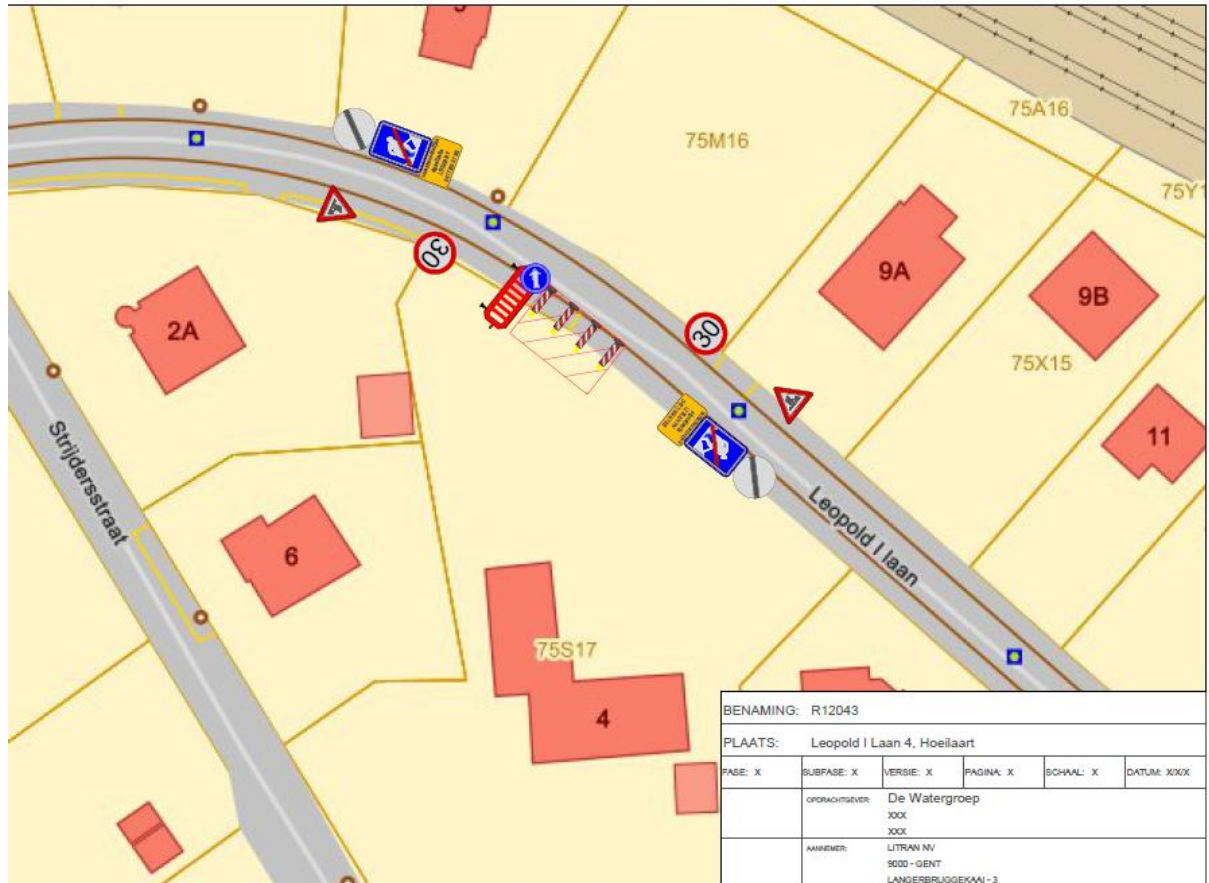 75A16
75M16
75Y1
30
9A
9B
30
2A
75X15
11
Strijdersstraat
Leopold I laan
6
75S17
4
BENAMING: R12043
PLAATS: Leopold I Laan 4, Hoeilaart
FASE: X SUBFASE: X VERSIE: X PAGINA: X SCHAAL: X DATUM: X/X/X
OPDRACHTGEVER: De Watergroep
XXX
XXX
AANNEMER: LITRAN NV
9000 - GENT
LANGERBRUGGEKAAI - 3